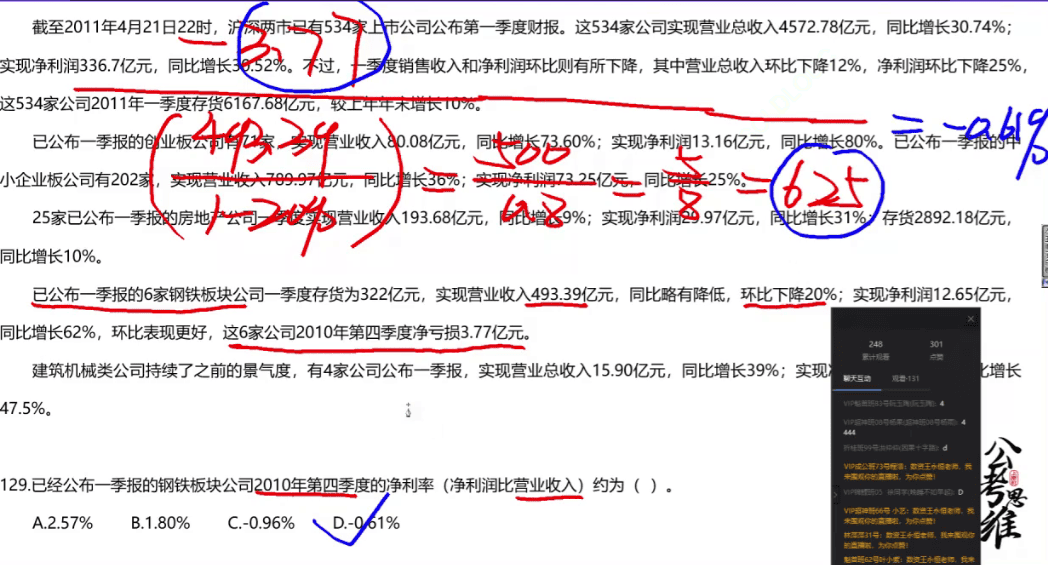 截至2011年4月21日22时，沪深两市已有534家上市公司公布第一季度财报。这534家公司实现营业总收入4572.78亿元，同比增长30.74%；
实现净利润336.7亿元，同比增长30.52%。不过，一季度销售收入和净利润环比则有所下降，其中营业总收入环比下降12%，净利润环比下降25%，
这534家公司2011年一季度存货6167.68亿元，较上年年末增长10%。
-3.77
493.39
1-20%
= 500
0.8
= 5
8
= 625
= -0.61%
已公布一季报的创业板公司有71家，实现营业收入80.08亿元，同比增长73.60%；实现净利润13.16亿元，同比增长80%。已公布一季报的中
小企业板公司有202家，实现营业收入789.97亿元，同比增长36%；实现净利润73.25亿元，同比增长25%。
25家已公布一季报的房地产公司一季度实现营业收入193.68亿元，同比增长9%；实现净利润 .97亿元，同比增长31%；存货2892.18亿元，
同比增长10%。
已公布一季报的6家钢铁板块公司一季度存货为322亿元，实现营业收入493.39亿元，同比略有降低，环比下降20%；实现净利润12.65亿元，
同比增长62%，环比表现更好，这6家公司2010年第四季度净亏损3.77亿元。
建筑机械类公司持续了之前的景气度，有4家公司公布一季报，实现营业总收入15.90亿元，同比增长39%；实现 比增长
47.5%。
129.已经公布一季报的钢铁板块公司2010年第四季度的净利率（净利润比营业收入）约为（ ）。
A.2.57% B.1.80% C.-0.96% D.-0.61%
248 301
累计观看 点赞
聊天互动 观看·131
4
4
444
d
D
公考思维